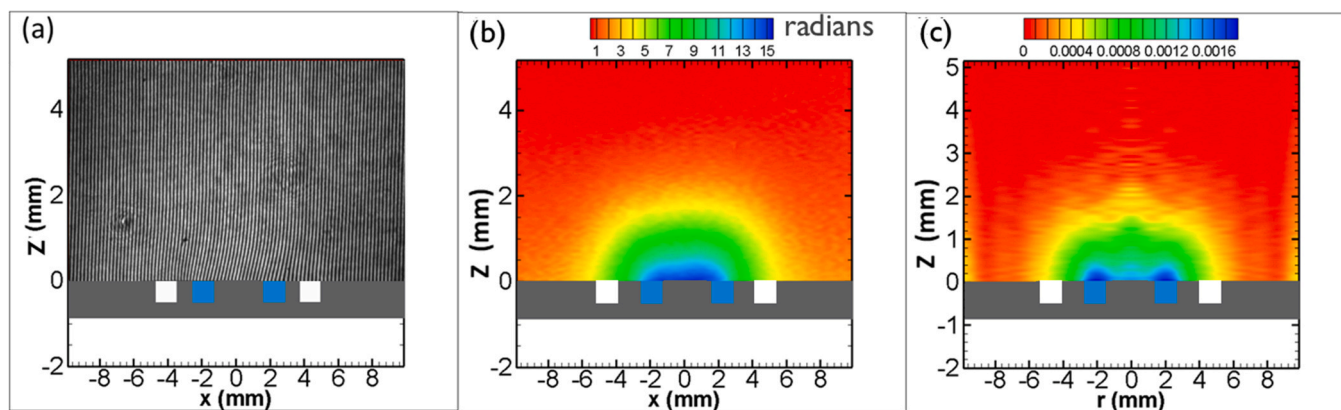 (a)
4
2
0
-2
Z (mm)
-8 -6 -4 -2 0 2 4 6 8
x (mm)
(b)
radians
1 3 5 7 9 11 13 15
4
2
0
-2
Z (mm)
-8 -6 -4 -2 0 2 4 6 8
x (mm)
(c)
0 0.0004 0.0008 0.0012 0.0016
5
4
3
2
1
0
-1
-2
Z (mm)
-8 -6 -4 -2 0 2 4 6 8
r (mm)